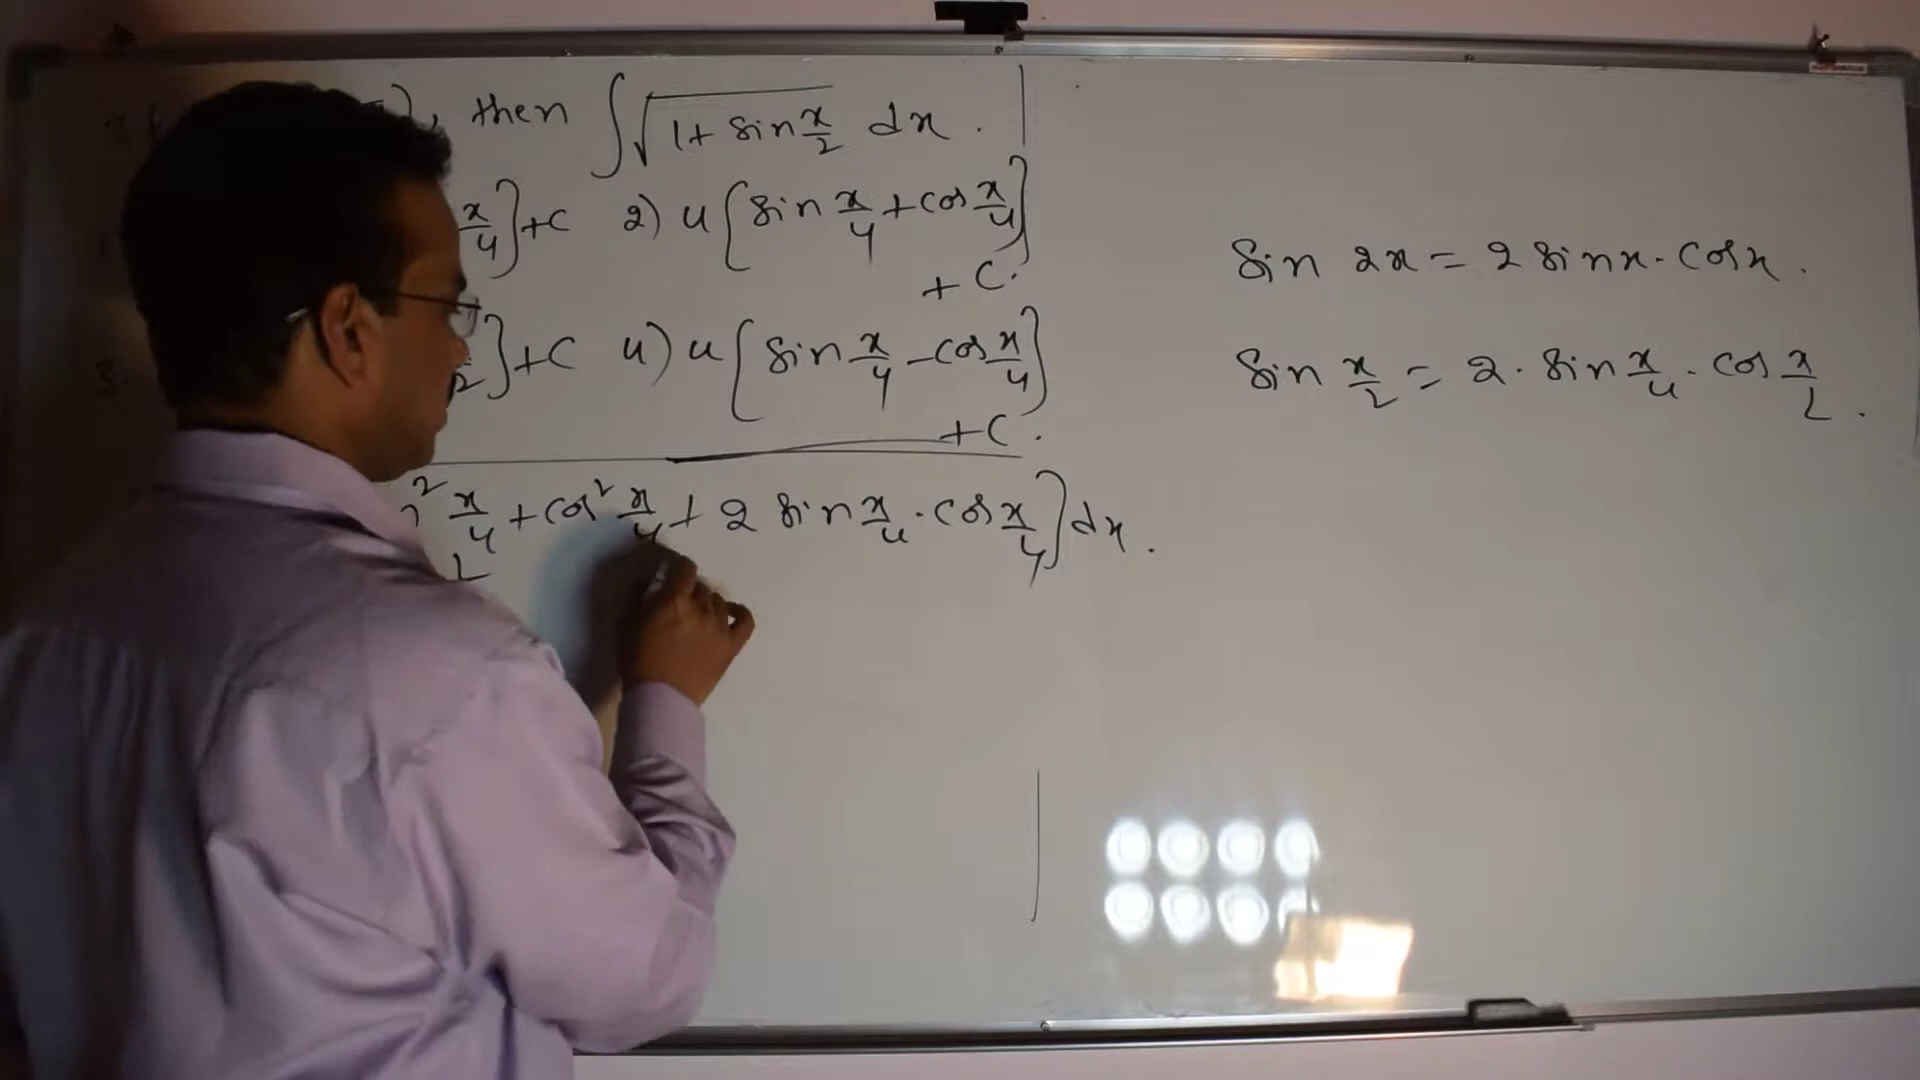 , then ∫√(1+ sin x/2) dx .
x/4]+c 2) 4[sin x/4 + cos x/4]
+ C.
]+c 4) 4[sin x/4 - cos x/4]
+C.
2 x/4 + cos² x/4 + 2 sin x/4 . cos x/4]dx .
Sin 2x = 2 sinx. cosx .
Sin x/2 = 2. sin x/4 . cos x/2 .